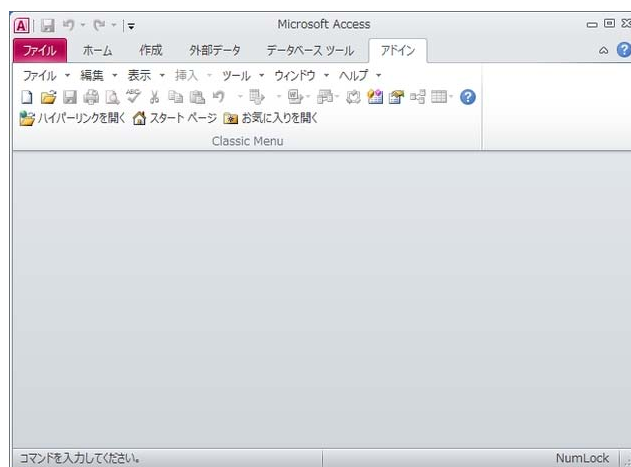 A Microsoft Access
ファイル ホーム 作成 外部データ データベース ツール アドイン
ファイル 編集 表示 挿入 ツール ウィンドウ ヘルプ
ABC W
ハイパーリンクを開く スタート ページ お気に入りを開く
Classic Menu
コマンドを入力してください。 NumLock